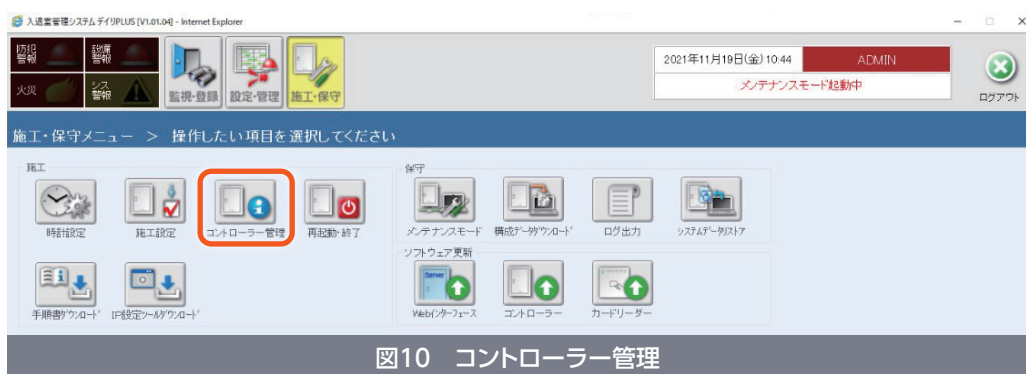 入退室管理システム デイリPLUS [V1.01.04] - Internet Explorer
防犯警報
設備警報
火災
システム警報
監視・登録
設定・管理
施工・保守
2021年11月19日(金) 10:44
ADMIN
メンテナンスモード起動中
ログアウト
施工・保守メニュー > 操作したい項目を選択してください
施工
時計設定
施工設定
コントローラー管理
再起動・終了
手順書ダウンロード
IP設定ツールダウンロード
保守
メンテナンスモード
構成データダウンロード
ログ出力
システムデータリストア
ソフトウェア更新
Server
Webインターフェース
コントローラー
カードリーダー
図10 コントローラー管理